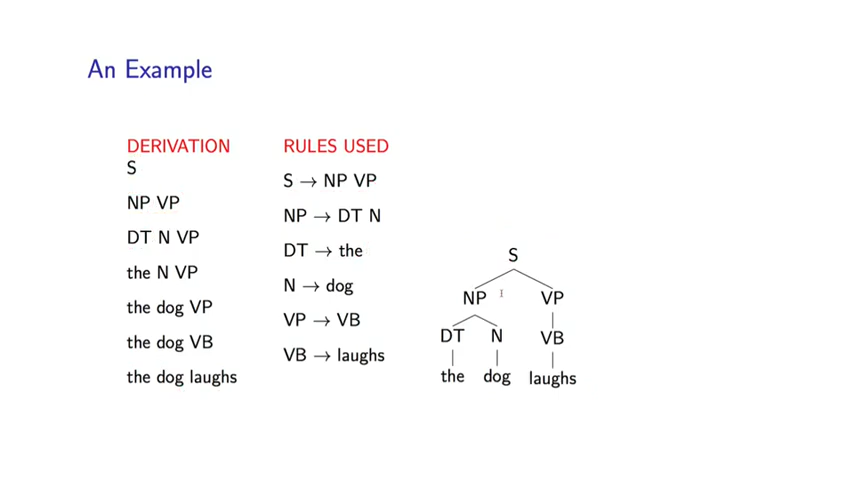 An Example
DERIVATION
S
NP VP
DT N VP
the N VP
the dog VP
the dog VB
the dog laughs
RULES USED
S → NP VP
NP → DT N
DT → the
N → dog
VP → VB
VB → laughs
S
NP VP
DT N VB
the dog laughs